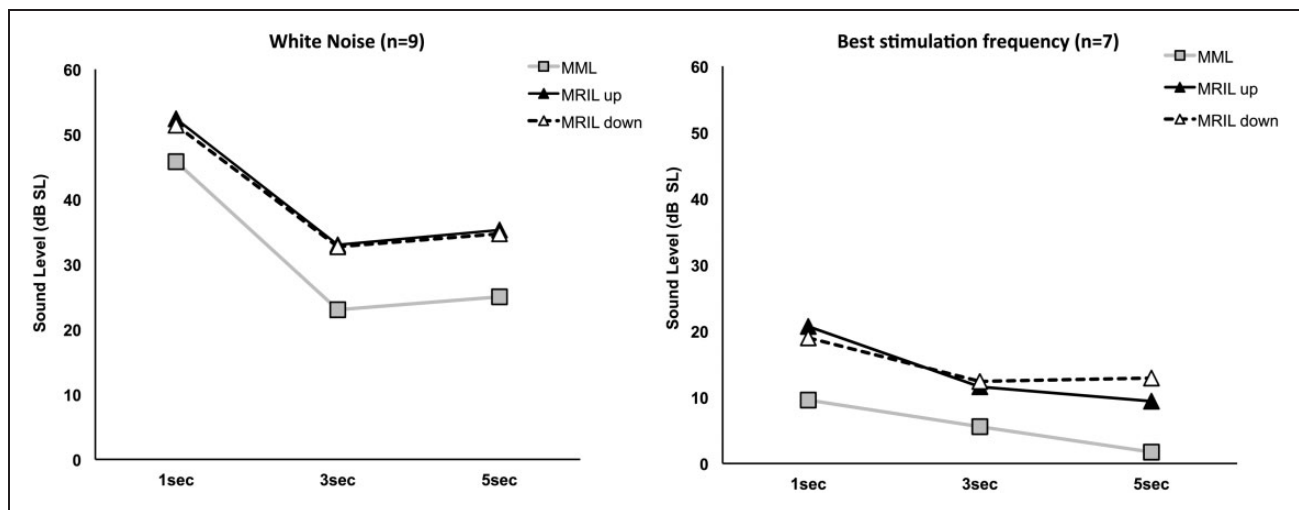 White Noise (n=9)
MML
MRIL up
MRIL down
Sound Level (dB SL)
60
50
40
30
20
10
0
1sec
3sec
5sec
Best stimulation frequency (n=7)
MML
MRIL up
MRIL down
Sound Level (dB SL)
60
50
40
30
20
10
0
1sec
3sec
5sec